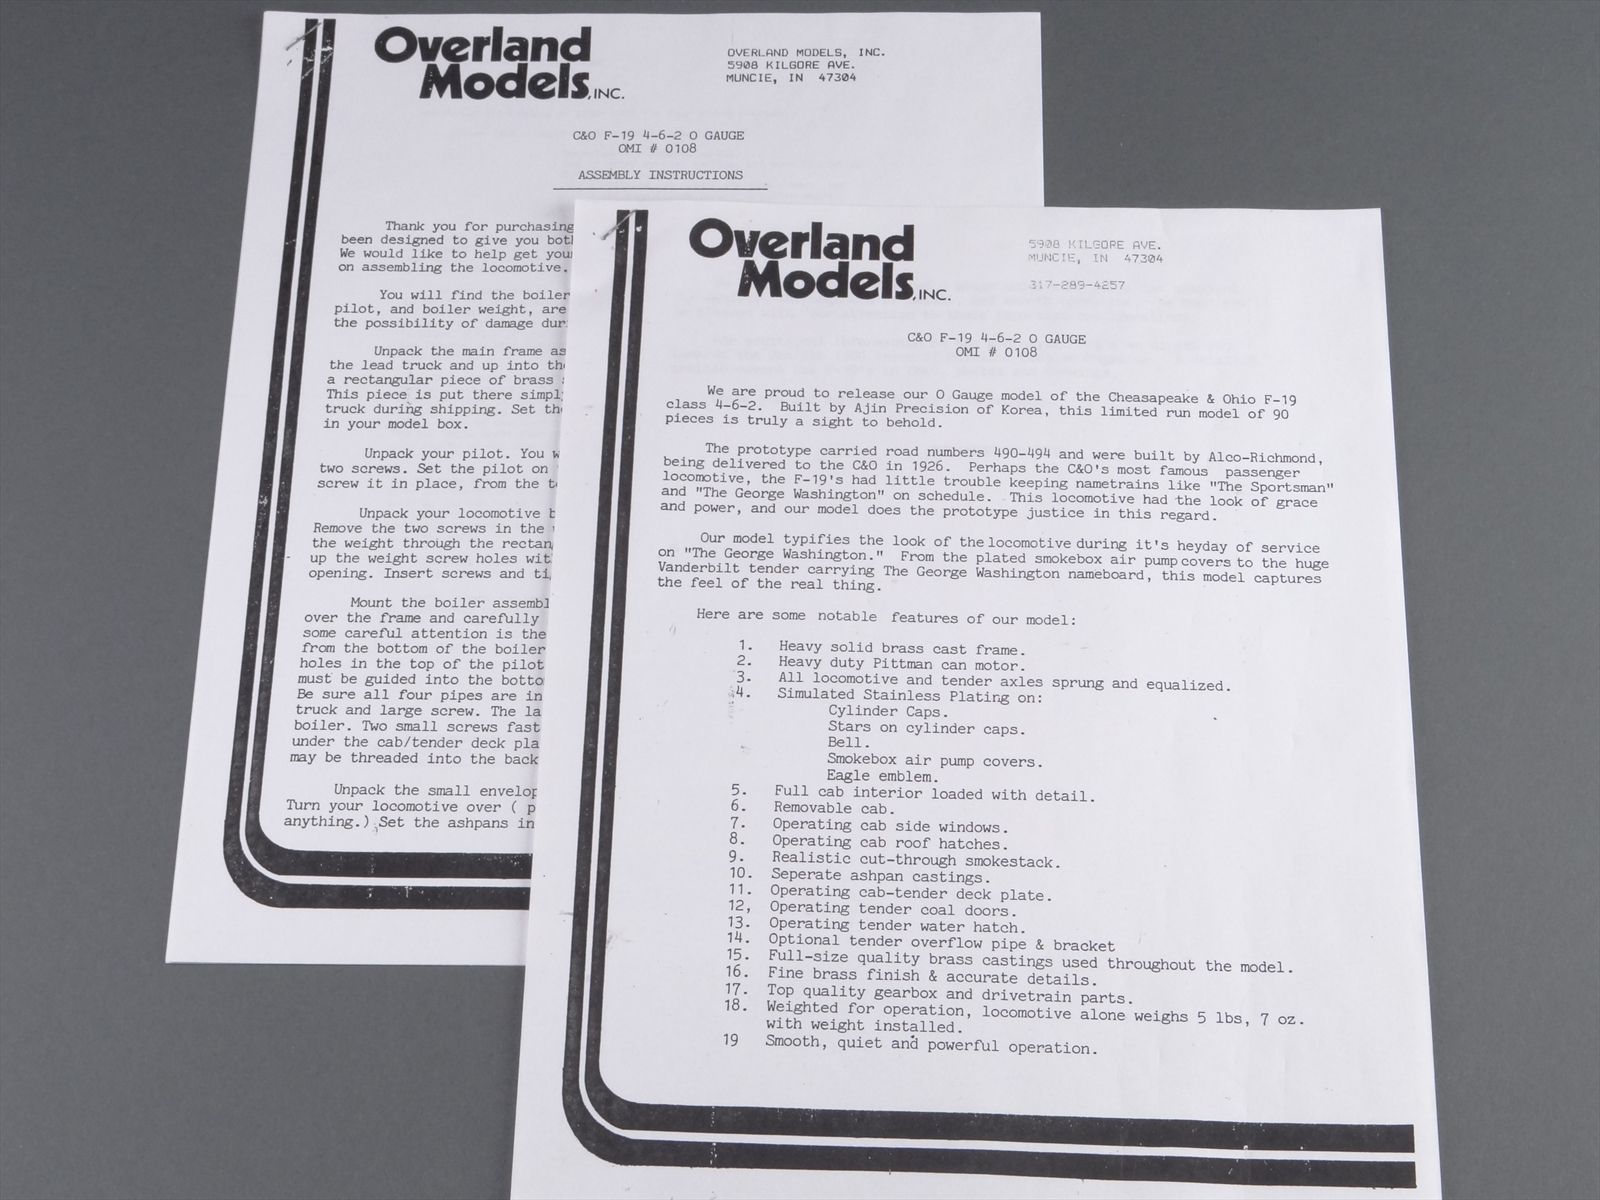 Overland
Models, INC.
OVERLAND MODELS, INC.
5908 KILGORE AVE.
MUNCIE, IN 47304
C&O F-19 4-6-2 O GAUGE
OMI # 0108
ASSEMBLY INSTRUCTIONS
Thank you for purchasing
been designed to give you both
We would like to help get your
on assembling the locomotive.
You will find the boiler
pilot, and boiler weight, are
the possibility of damage
Unpack the main frame
the lead truck and up into
a rectangular piece of brass
This piece is put there
truck during shipping. Set
in your model box.
Unpack your pilot. You
two screws. Set the pilot on
screw it in place, from the
Unpack your locomotive
Remove the two screws in the
the weight through the
up the weight screw holes
opening. Insert screws and
Mount the boiler
over the frame and carefully
some careful attention is the
from the bottom of the boiler
holes in the top of the pilot
must be guided into the
Be sure all four pipes are in
truck and large screw. The
boiler. Two small screws
under the cab/tender deck
may be threaded into the back
Unpack the small
Turn your locomotive over (
anything.) Set the ashpans in
Overland
Models, INC.
5908 KILGORE AVE.
MUNCIE, IN 47304
317-289-4257
C&O F-19 4-6-2 O GAUGE
OMI # 0108
We are proud to release our O Gauge model of the Cheasapeake & Ohio F-19
class 4-6-2. Built by Ajin Precision of Korea, this limited run model of 90
pieces is truly a sight to behold.
The prototype carried road numbers 490-494 and were built by Alco-Richmond,
being delivered to the C&O in 1926. Perhaps the C&O's most famous passenger
locomotive, the F-19's had little trouble keeping nametrains like "The Sportsman"
and "The George Washington" on schedule. This locomotive had the look of grace
and power, and our model does the prototype justice in this regard.
Our model typifies the look of the locomotive during it's heyday of service
on "The George Washington." From the plated smokebox air pump covers to the huge
Vanderbilt tender carrying The George Washington nameboard, this model captures
the feel of the real thing.
Here are some notable features of our model:
1. Heavy solid brass cast frame.
2. Heavy duty Pittman can motor.
3. All locomotive and tender axles sprung and equalized.
4. Simulated Stainless Plating on:
Cylinder Caps.
Stars on cylinder caps.
Bell.
Smokebox air pump covers.
Eagle emblem.
5. Full cab interior loaded with detail.
6. Removable cab.
7. Operating cab side windows.
8. Operating cab roof hatches.
9. Realistic cut-through smokestack.
10. Seperate ashpan castings.
11. Operating cab-tender deck plate.
12, Operating tender coal doors.
13. Operating tender water hatch.
14. Optional tender overflow pipe & bracket
15. Full-size quality brass castings used throughout the model.
16. Fine brass finish & accurate details.
17. Top quality gearbox and drivetrain parts.
18. Weighted for operation, locomotive alone weighs 5 lbs, 7 oz.
with weight installed.
19 Smooth, quiet and powerful operation.